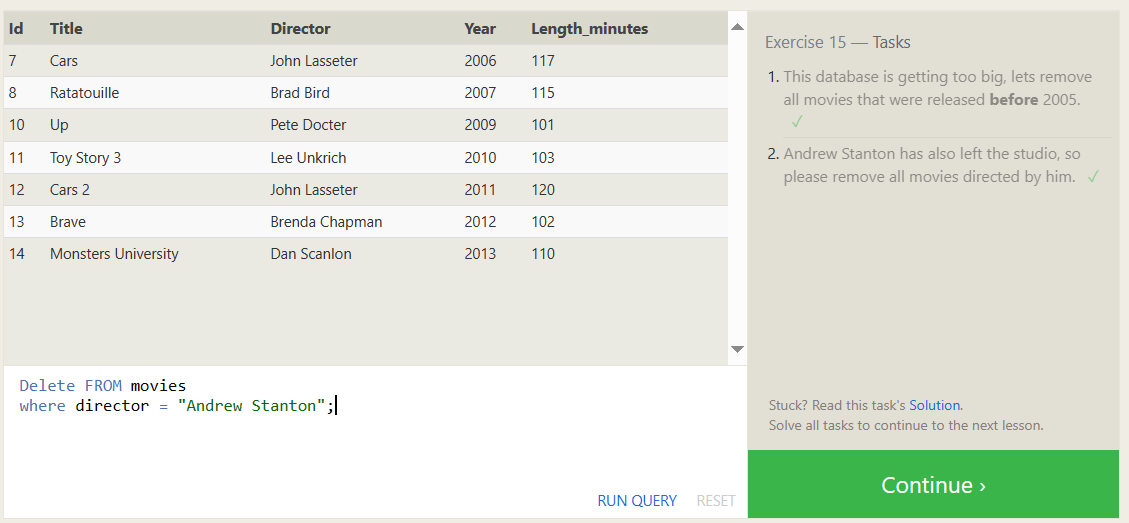 Id Title Director Year Length_minutes
7 Cars John Lasseter 2006 117
8 Ratatouille Brad Bird 2007 115
10 Up Pete Docter 2009 101
11 Toy Story 3 Lee Unkrich 2010 103
12 Cars 2 John Lasseter 2011 120
13 Brave Brenda Chapman 2012 102
14 Monsters University Dan Scanlon 2013 110
Delete FROM movies
where director = "Andrew Stanton";
RUN QUERY RESET
Exercise 15 — Tasks
1. This database is getting too big, lets remove
all movies that were released before 2005.
✓
2. Andrew Stanton has also left the studio, so
please remove all movies directed by him. ✓
Stuck? Read this task's Solution.
Solve all tasks to continue to the next lesson.
Continue ›